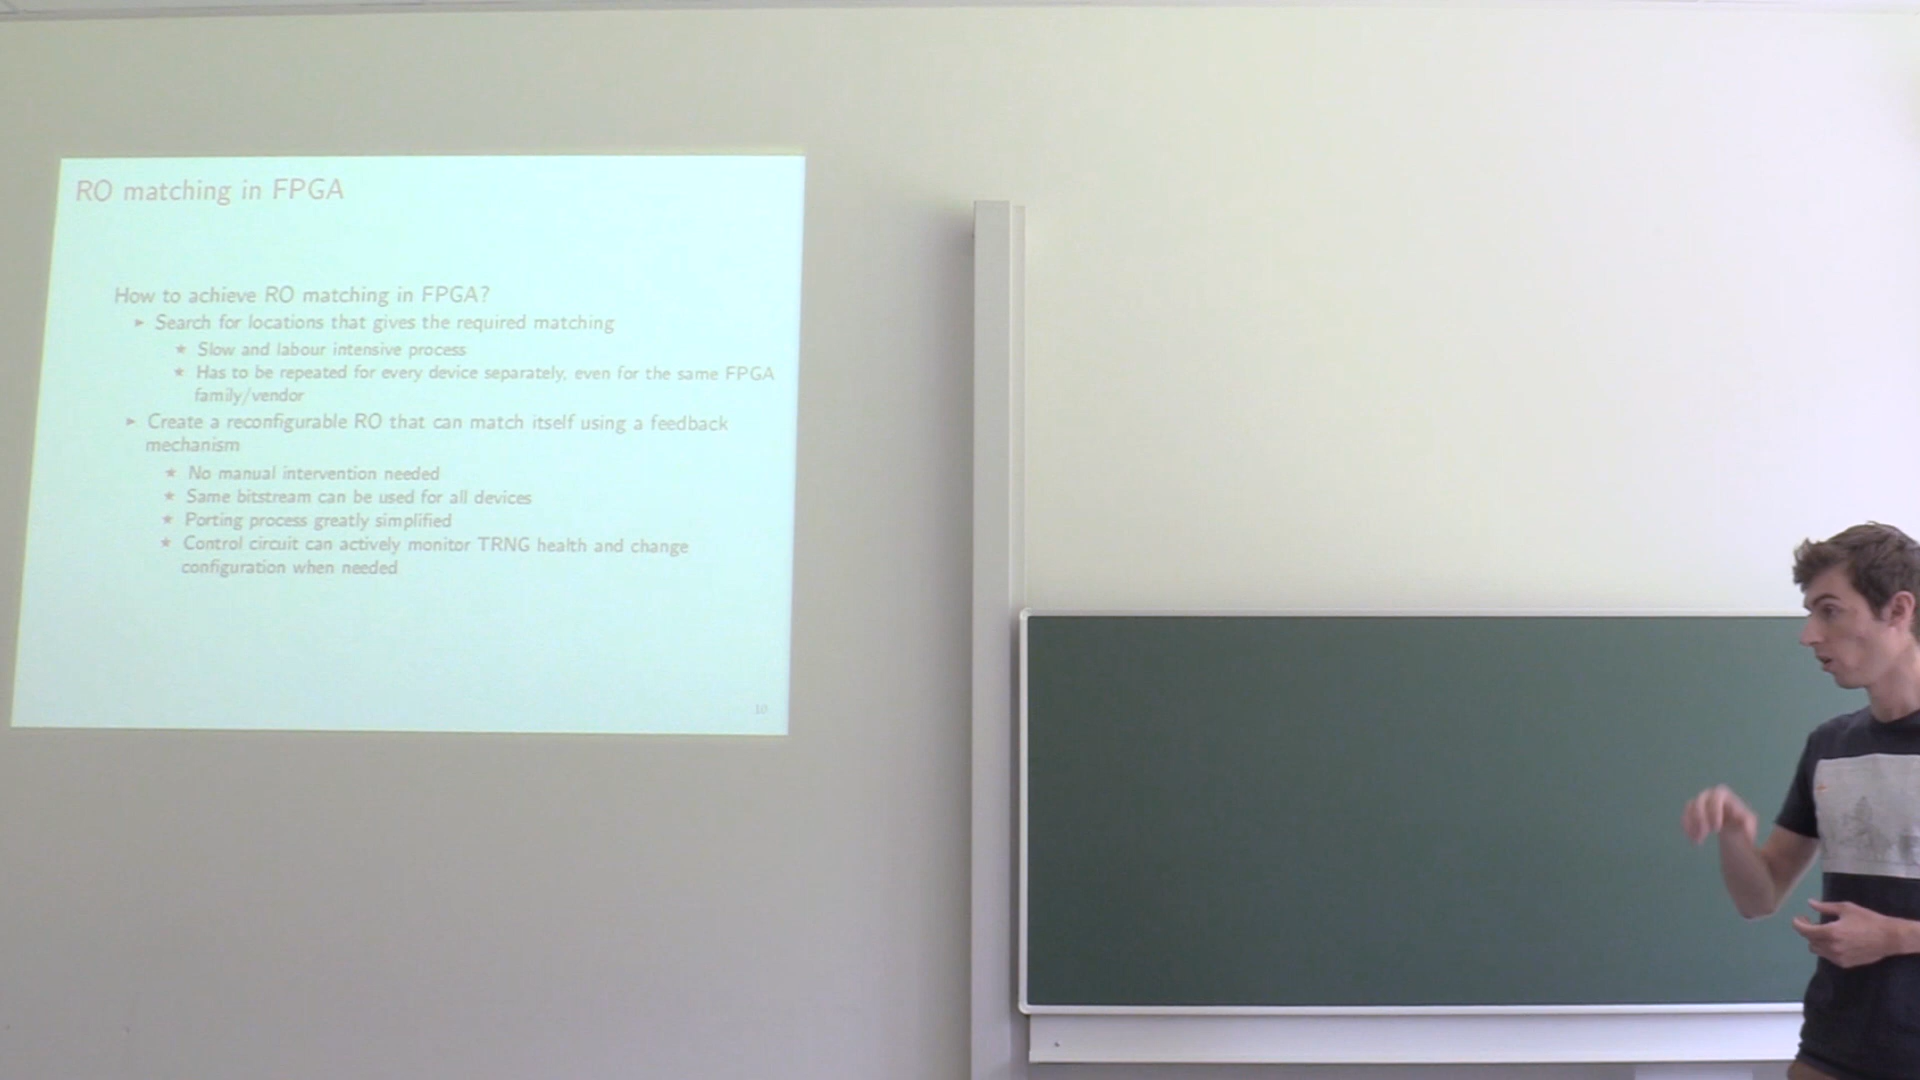 RO matching in FPGA
How to achieve RO matching in FPGA?
► Search for locations that gives the required matching
★ Slow and labour intensive process
★ Has to be repeated for every device separately, even for the same FPGA
family/vendor
► Create a reconfigurable RO that can match itself using a feedback
mechanism
★ No manual intervention needed
★ Same bitstream can be used for all devices
★ Porting process greatly simplified
★ Control circuit can actively monitor TRNG health and change
configuration when needed
10